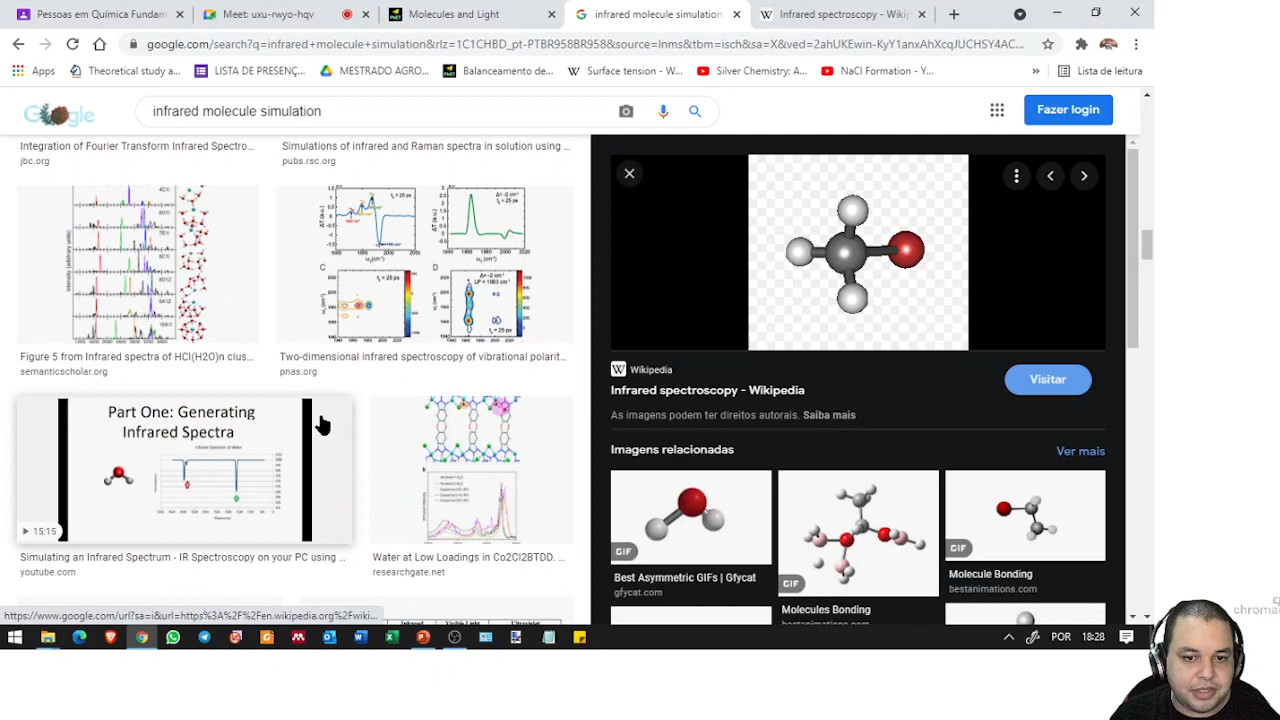 Pessoas em Química Fundam
Meet: uxu-rwyo-hqy
Molecules and Light
infrared molecule simulation
Infrared spectroscopy - Wikip
google.com/search?q=infrared+molecule+simulation&rlz=1C1CHBD_pt-PTBR958BR958&source=lnms&tbm=isch&sa=X&ved=2ahUKEwin-KyY1anxAhXcqJUCHSY4AC...
Apps
Theoretical study a...
LISTA DE PRESENÇ...
MESTRADO AGRO...
Balanceamento de...
Surface tension - W...
Silver Chemistry: A...
NaCl Formation - Y...
»
Lista de leitura
infrared molecule simulation
Fazer login
Integration of Fourier Transform Infrared Spectro...
jbc.org
Simulations of infrared and Raman spectra in solution using ...
pubs.rsc.org
Figure 5 from Infrared spectra of HCl(H2O)n clus...
semanticscholar.org
Two-dimensional infrared spectroscopy of vibrational polarit...
pnas.org
Part One: Generating
Infrared Spectra
15:15
Simulating an Infrared Spectrum - IR Spectroscopy on your PC using ...
youtube.com
Water at Low Loadings in Co2Cl2BTDD. ...
researchgate.net
Wikipedia
Infrared spectroscopy - Wikipedia
Visitar
As imagens podem ter direitos autorais. Saiba mais
Imagens relacionadas
Ver mais
GIF
Best Asymmetric GIFs | Gfycat
gfycat.com
GIF
Molecules Bonding
bestanimations.com
GIF
Molecule Bonding
bestanimations.com
POR
18:28
chroma